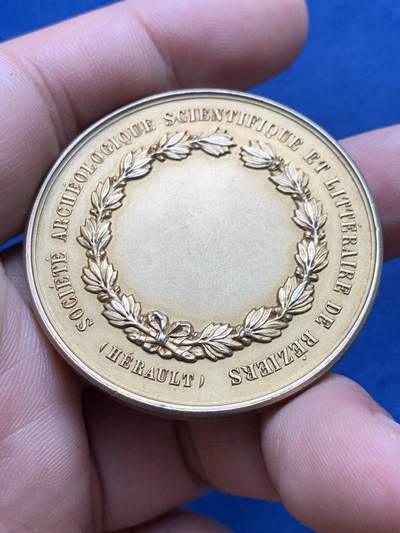 SOCIÉTÉ ARCHÉOLOGIQUE SCIENTIFIQUE ET LITTÉRAIRE DE BÉZIERS
(HÉRAULT)